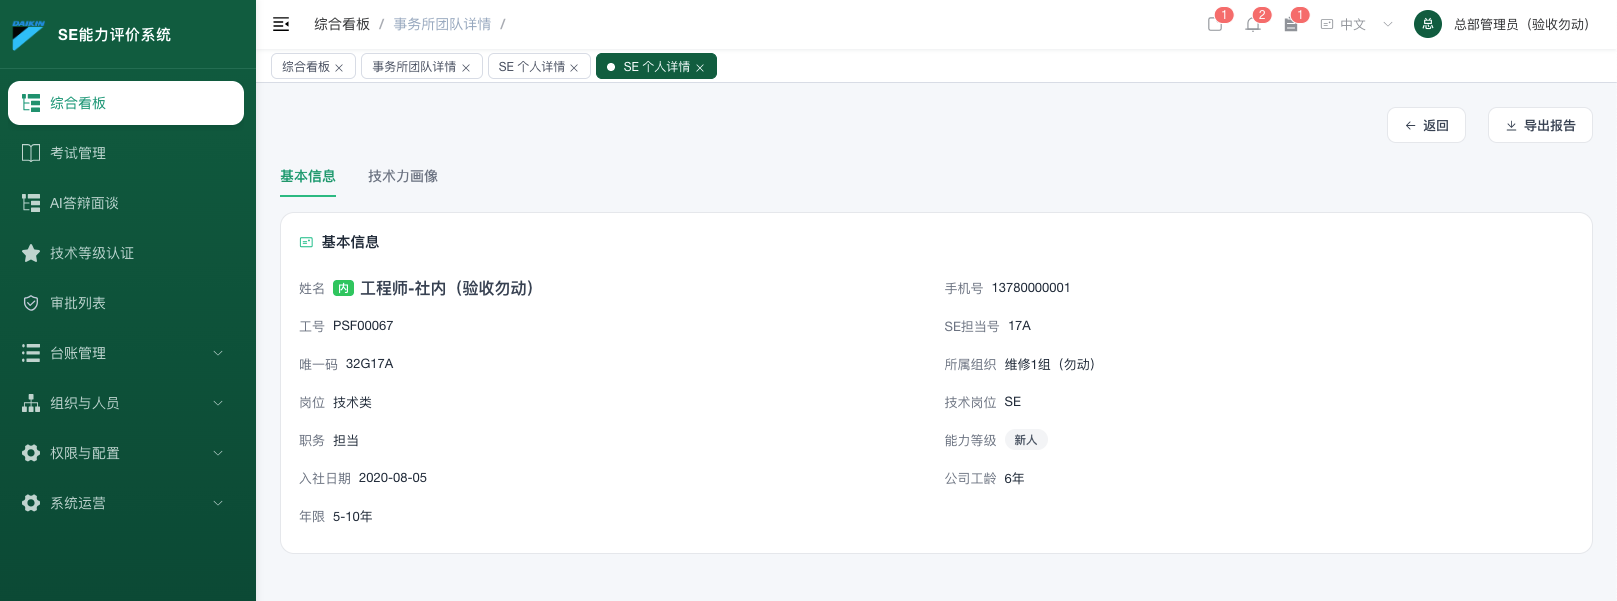 DAIKIN
SE能力评价系统
综合看板
考试管理
AI答辩面谈
技术等级认证
审批列表
台账管理
组织与人员
权限与配置
系统运营
综合看板 / 事务所团队详情 /
1
2
1
中文
总
总部管理员（验收勿动）
综合看板 ×
事务所团队详情 ×
SE 个人详情 ×
SE 个人详情 ×
← 返回
导出报告
基本信息
技术力画像
基本信息
姓名 内 工程师-社内（验收勿动）
手机号 13780000001
工号 PSF00067
SE担当号 17A
唯一码 32G17A
所属组织 维修1组（勿动）
岗位 技术类
技术岗位 SE
职务 担当
能力等级 新人
入社日期 2020-08-05
公司工龄 6年
年限 5-10年